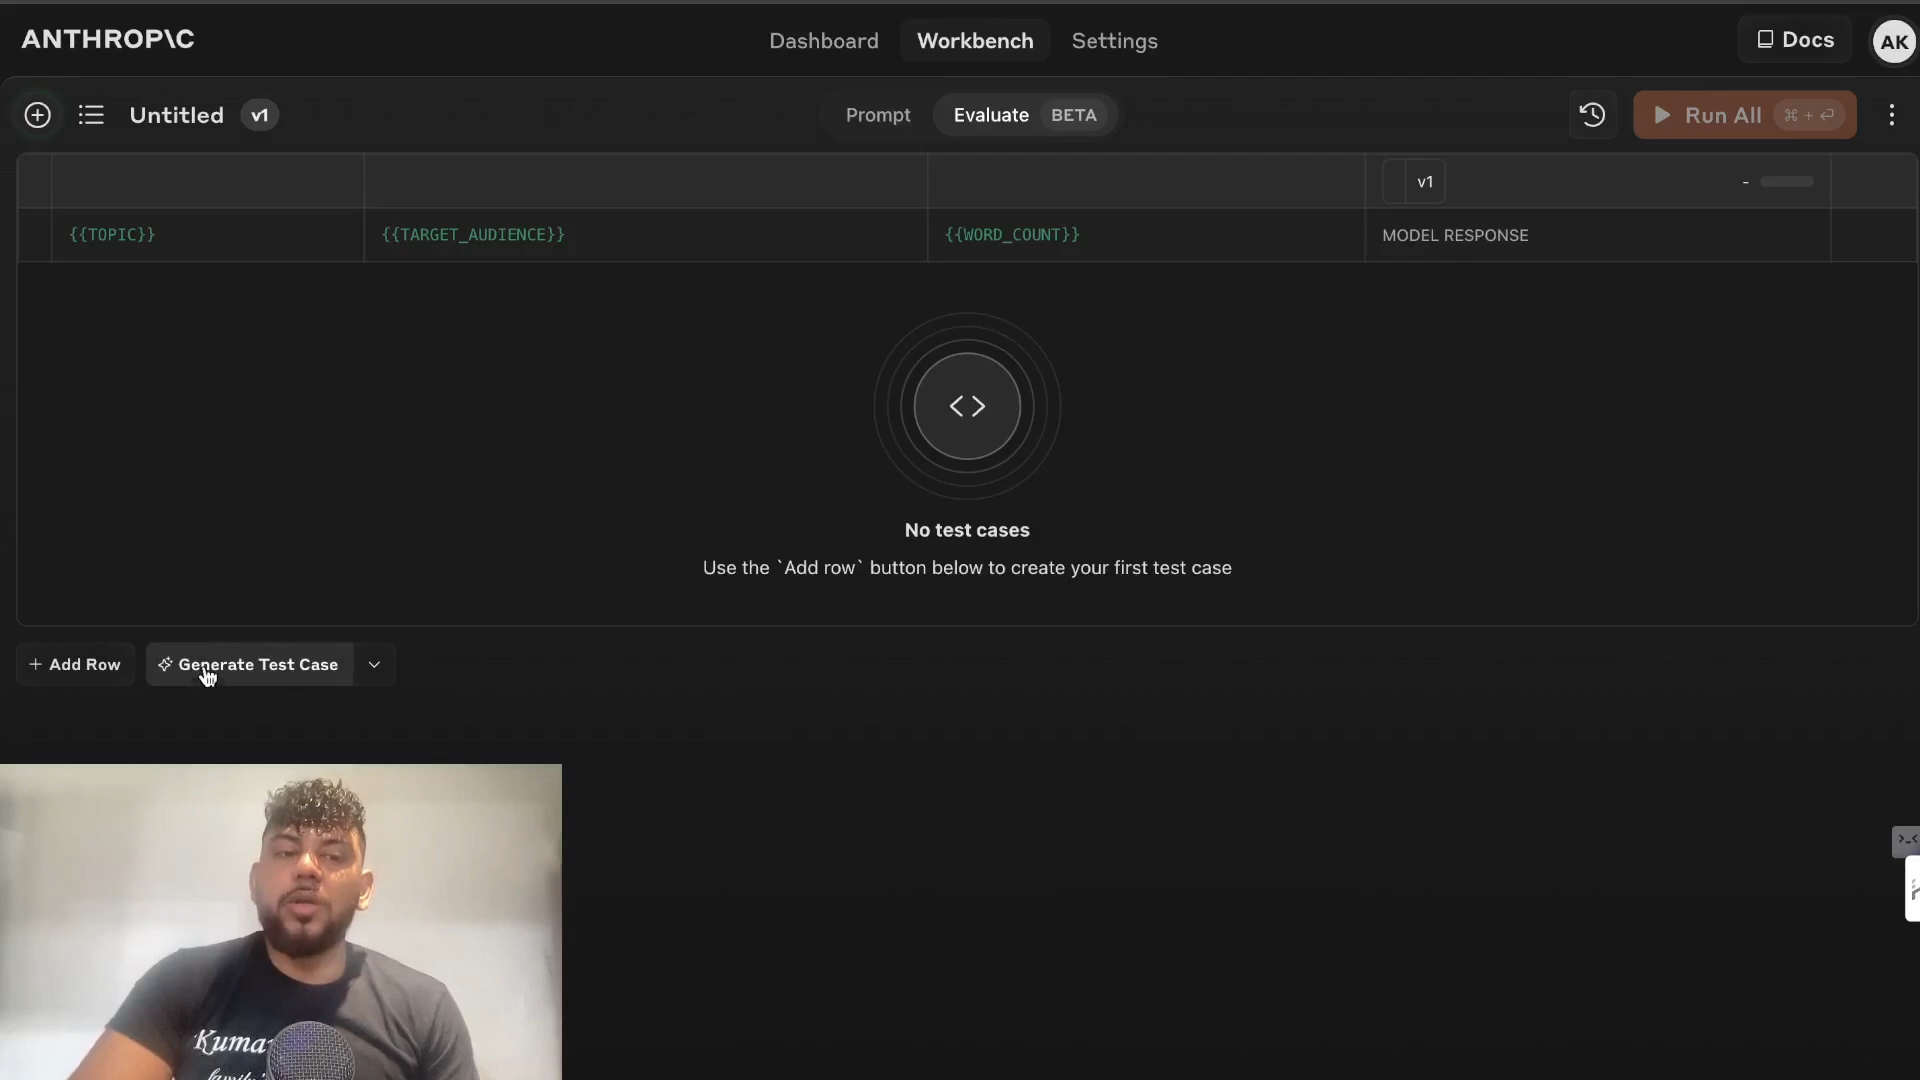 ANTHROP\C
Dashboard
Workbench
Settings
Docs
AK
Untitled
v1
Prompt
Evaluate
BETA
Run All
⌘ + ⏎
v1
-
{{TOPIC}}
{{TARGET_AUDIENCE}}
{{WORD_COUNT}}
MODEL RESPONSE
No test cases
Use the `Add row` button below to create your first test case
+ Add Row
Generate Test Case